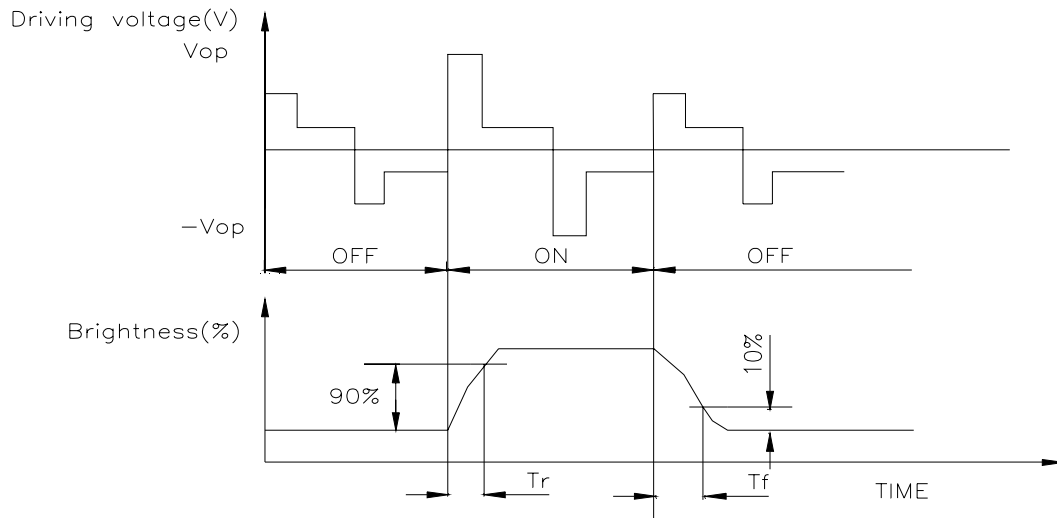 Driving voltage(V)
Vop
-Vop
OFF ON OFF
Brightness(%)
90%
10%
Tr Tf
TIME